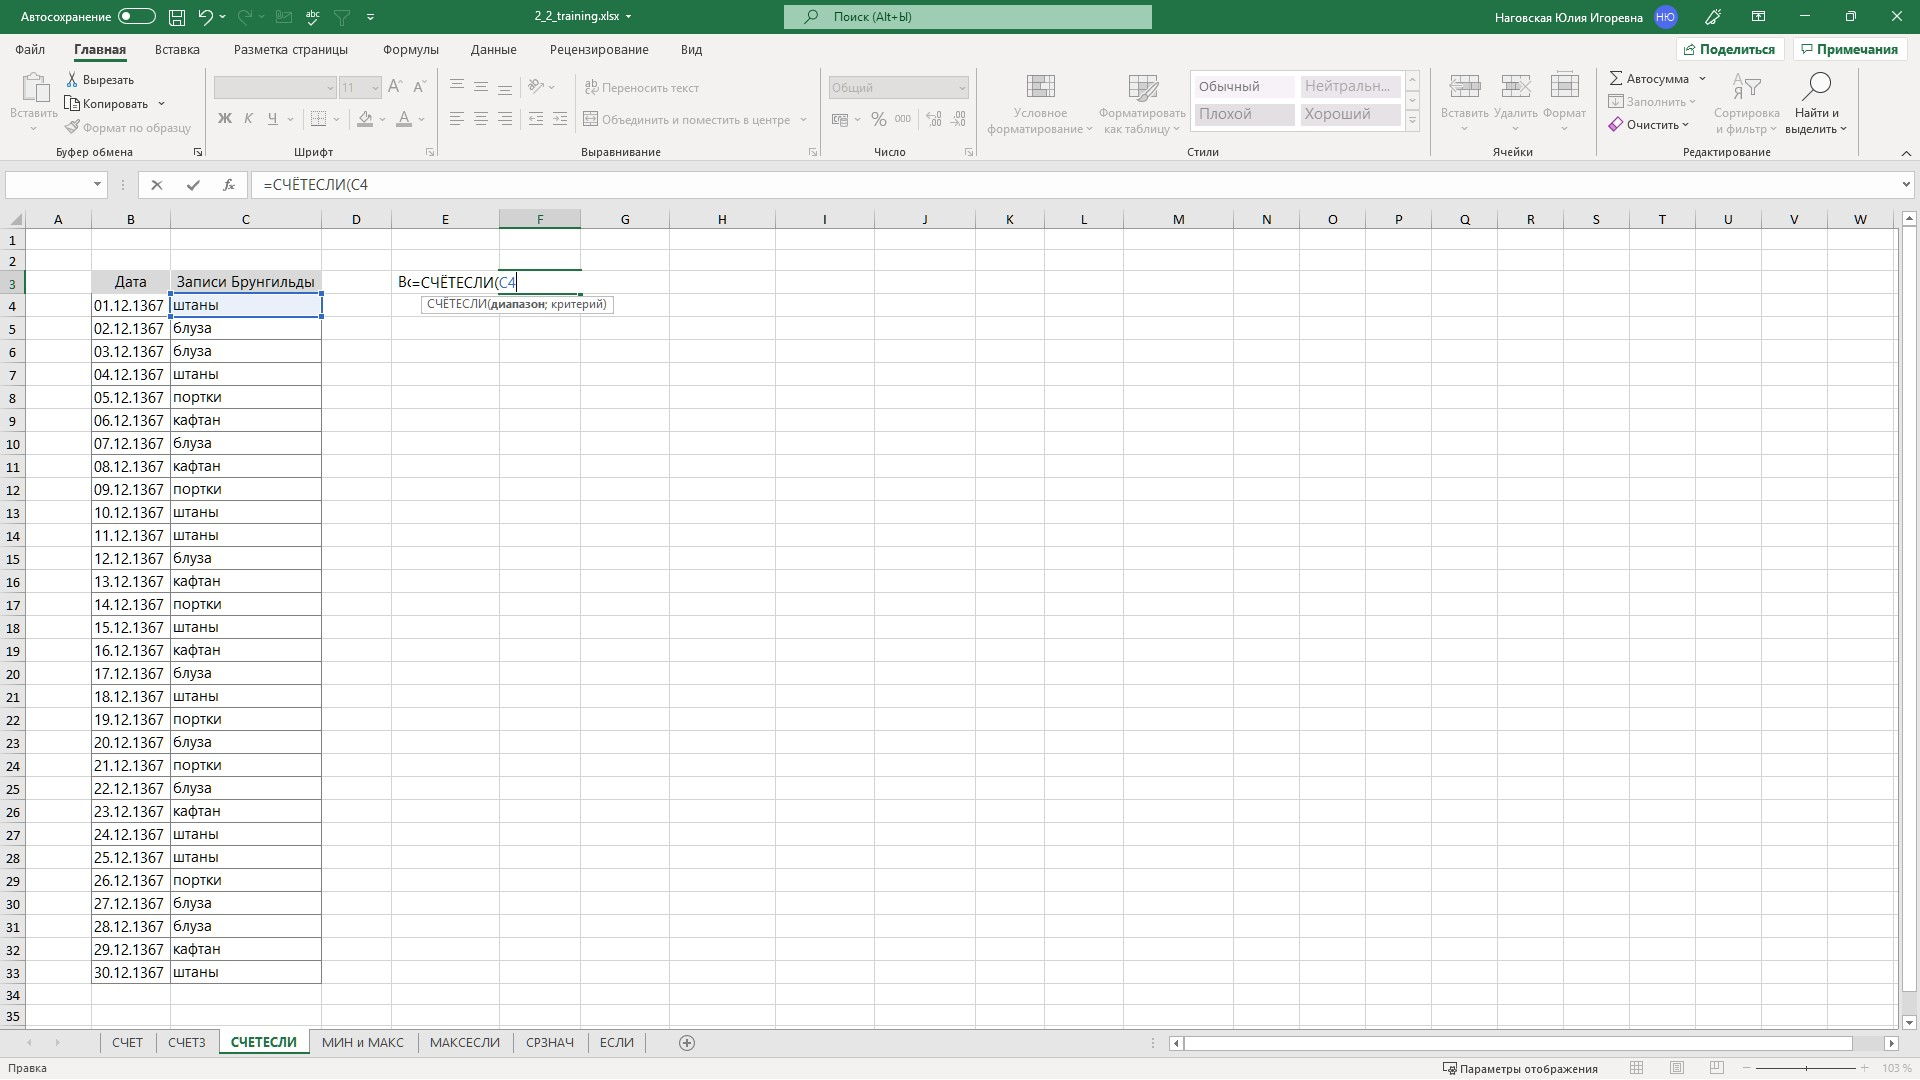 Автосохранение
2_2_training.xlsx
Поиск (Alt+Ы)
Наговская Юлия Игоревна НЮ
Файл Главная Вставка Разметка страницы Формулы Данные Рецензирование Вид
Поделиться Примечания
Вставить
Вырезать
Копировать
Формат по образцу
Буфер обмена
11
Ж К Ч
Шрифт
Переносить текст
Объединить и поместить в центре
Выравнивание
Общий
% 000
Число
Условное форматирование
Форматировать как таблицу
Обычный Нейтральн...
Плохой Хороший
Стили
Вставить Удалить Формат
Ячейки
Автосумма
Заполнить
Очистить
Сортировка и фильтр
Найти и выделить
Редактирование
=СЧЁТЕСЛИ(C4
A B C D E F G H I J K L M N O P Q R S T U V W
1
2
3 Дата Записи Брунгильды Вс=СЧЁТЕСЛИ(C4
СЧЁТЕСЛИ(диапазон; критерий)
4 01.12.1367 штаны
5 02.12.1367 блуза
6 03.12.1367 блуза
7 04.12.1367 штаны
8 05.12.1367 портки
9 06.12.1367 кафтан
10 07.12.1367 блуза
11 08.12.1367 кафтан
12 09.12.1367 портки
13 10.12.1367 штаны
14 11.12.1367 штаны
15 12.12.1367 блуза
16 13.12.1367 кафтан
17 14.12.1367 портки
18 15.12.1367 штаны
19 16.12.1367 кафтан
20 17.12.1367 блуза
21 18.12.1367 штаны
22 19.12.1367 портки
23 20.12.1367 блуза
24 21.12.1367 портки
25 22.12.1367 блуза
26 23.12.1367 кафтан
27 24.12.1367 штаны
28 25.12.1367 штаны
29 26.12.1367 портки
30 27.12.1367 блуза
31 28.12.1367 блуза
32 29.12.1367 кафтан
33 30.12.1367 штаны
34
35
СЧЕТ СЧЕТЗ СЧЕТЕСЛИ МИН и МАКС МАКСЕСЛИ СРЗНАЧ ЕСЛИ
Правка
Параметры отображения
103 %